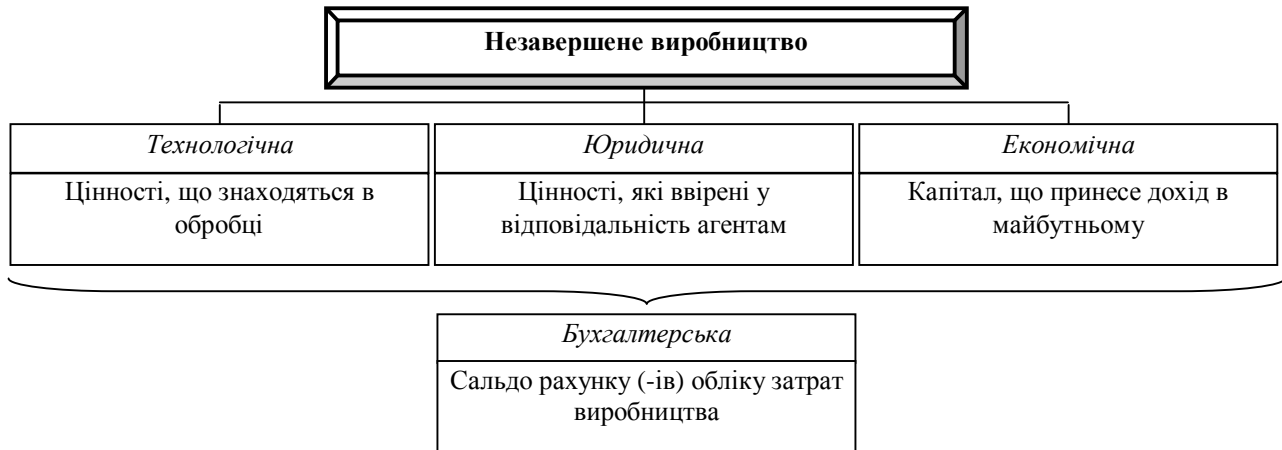 Незавершене виробництво
Технологічна
Цінності, що знаходяться в
обробці
Юридична
Цінності, які ввірені у
відповідальність агентам
Економічна
Капітал, що принесе дохід в
майбутньому
Бухгалтерська
Сальдо рахунку (-ів) обліку затрат
виробництва